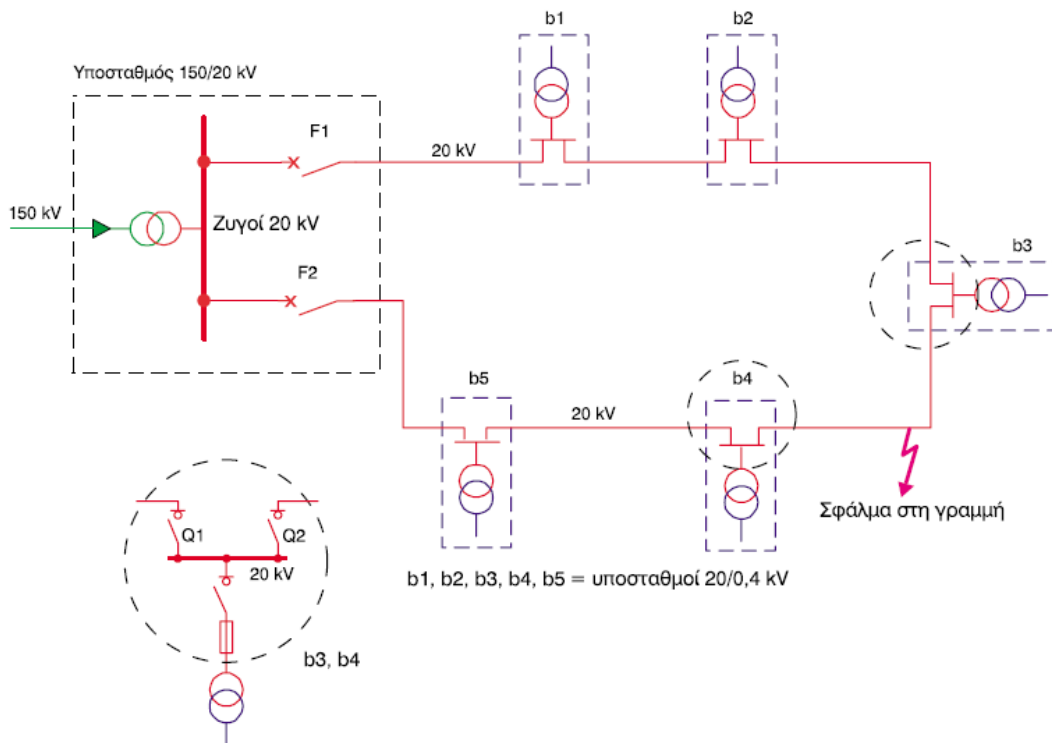 b1
b2
Υποσταθμός 150/20 kV
F1
20 kV
150 kV
Ζυγοί 20 kV
b3
F2
b5
b4
20 kV
Σφάλμα στη γραμμή
Q1
Q2
20 kV
b1, b2, b3, b4, b5 = υποσταθμοί 20/0,4 kV
b3, b4